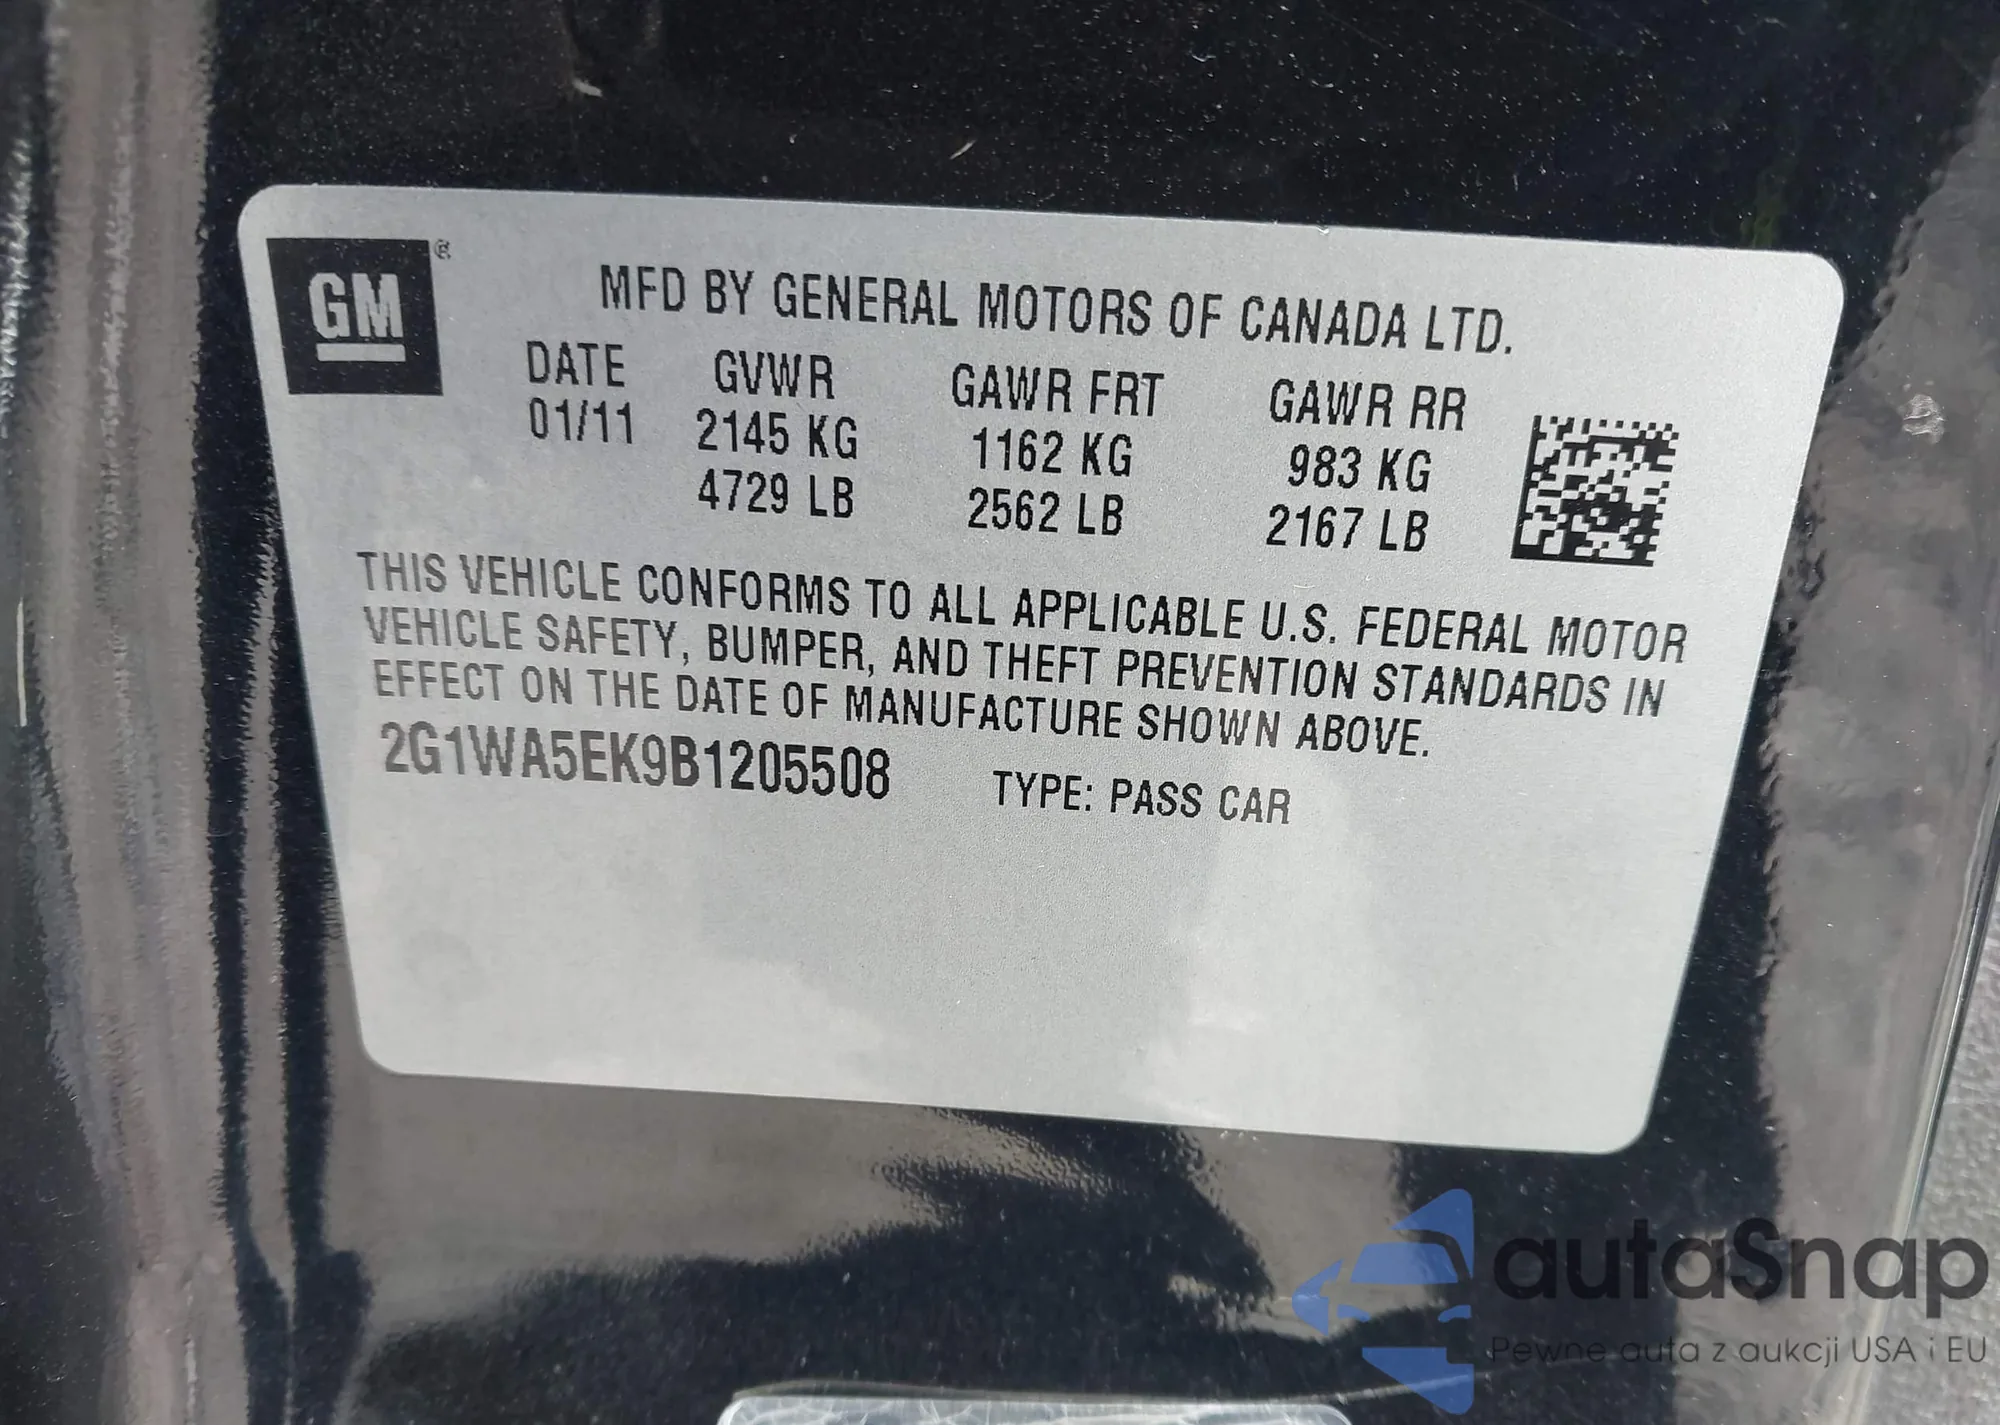 GM®
MFD BY GENERAL MOTORS OF CANADA LTD.
DATE GVWR GAWR FRT GAWR RR
01/11 2145 KG 1162 KG 983 KG
4729 LB 2562 LB 2167 LB
THIS VEHICLE CONFORMS TO ALL APPLICABLE U.S. FEDERAL MOTOR
VEHICLE SAFETY, BUMPER, AND THEFT PREVENTION STANDARDS IN
EFFECT ON THE DATE OF MANUFACTURE SHOWN ABOVE.
2G1WA5EK9B1205508 TYPE: PASS CAR
autaSnap
Pewne auta z aukcji USA i EU